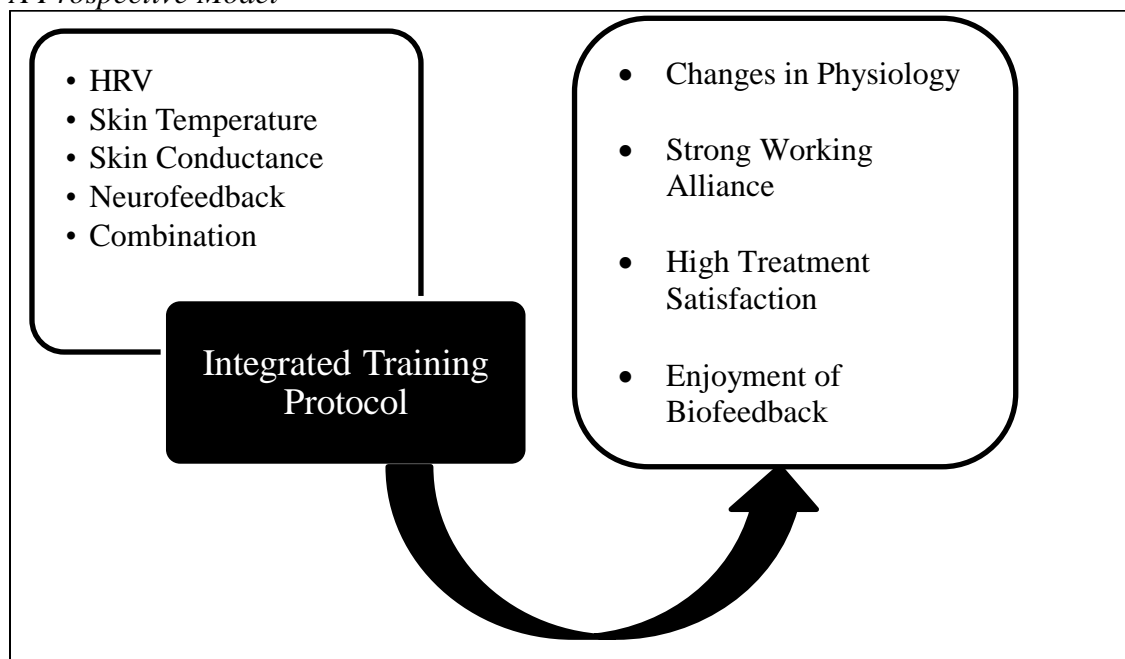 A Prospective Model
• HRV
• Skin Temperature
• Skin Conductance
• Neurofeedback
• Combination
Integrated Training
Protocol
• Changes in Physiology
• Strong Working
Alliance
• High Treatment
Satisfaction
• Enjoyment of
Biofeedback